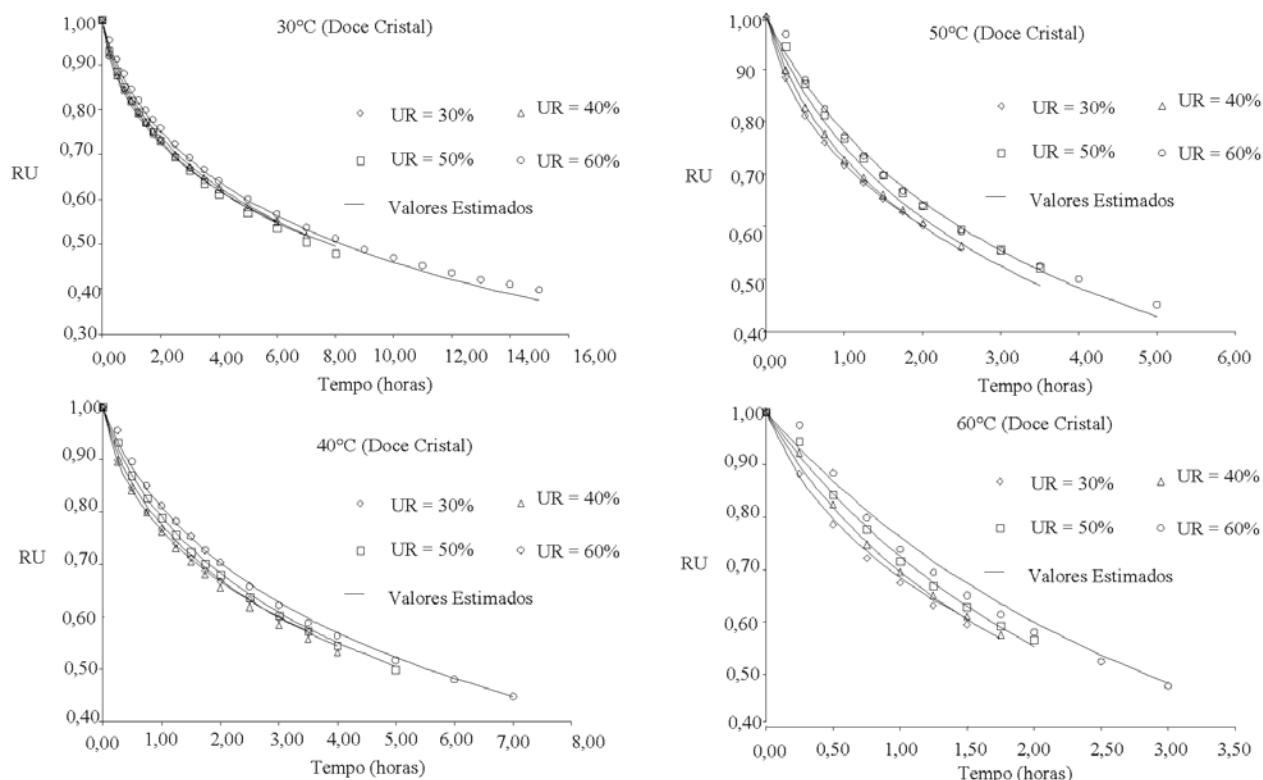 30°C (Doce Cristal)
1,00
0,90
0,80
0,70
0,60
0,50
0,40
0,30
RU
UR = 30%
UR = 40%
UR = 50%
UR = 60%
Valores Estimados
0,00 2,00 4,00 6,00 8,00 10,00 12,00 14,00 16,00
Tempo (horas)
50°C (Doce Cristal)
1,00
90
0,80
0,70
0,60
0,50
0,40
RU
UR = 30%
UR = 40%
UR = 50%
UR = 60%
Valores Estimados
0,00 1,00 2,00 3,00 4,00 5,00 6,00
Tempo (horas)
40°C (Doce Cristal)
1,00
0,90
0,80
0,70
0,60
0,50
0,40
RU
UR = 30%
UR = 40%
UR = 50%
UR = 60%
Valores Estimados
0,00 1,00 2,00 3,00 4,00 5,00 6,00 7,00 8,00
Tempo (horas)
60°C (Doce Cristal)
1,00
0,90
0,80
0,70
0,60
0,50
0,40
RU
UR = 30%
UR = 40%
UR = 50%
UR = 60%
Valores Estimados
0,00 0,50 1,00 1,50 2,00 2,50 3,00 3,50
Tempo (horas)